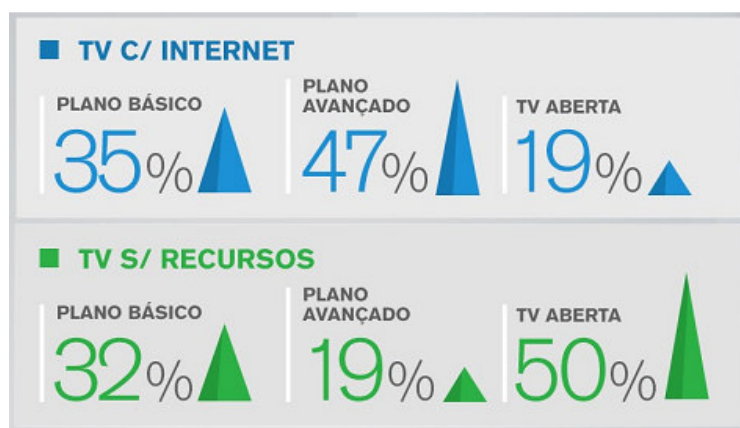 TV C/ INTERNET
PLANO BÁSICO
35%
PLANO
AVANÇADO
47%
TV ABERTA
19%
TV S/ RECURSOS
PLANO BÁSICO
32%
PLANO
AVANÇADO
19%
TV ABERTA
50%